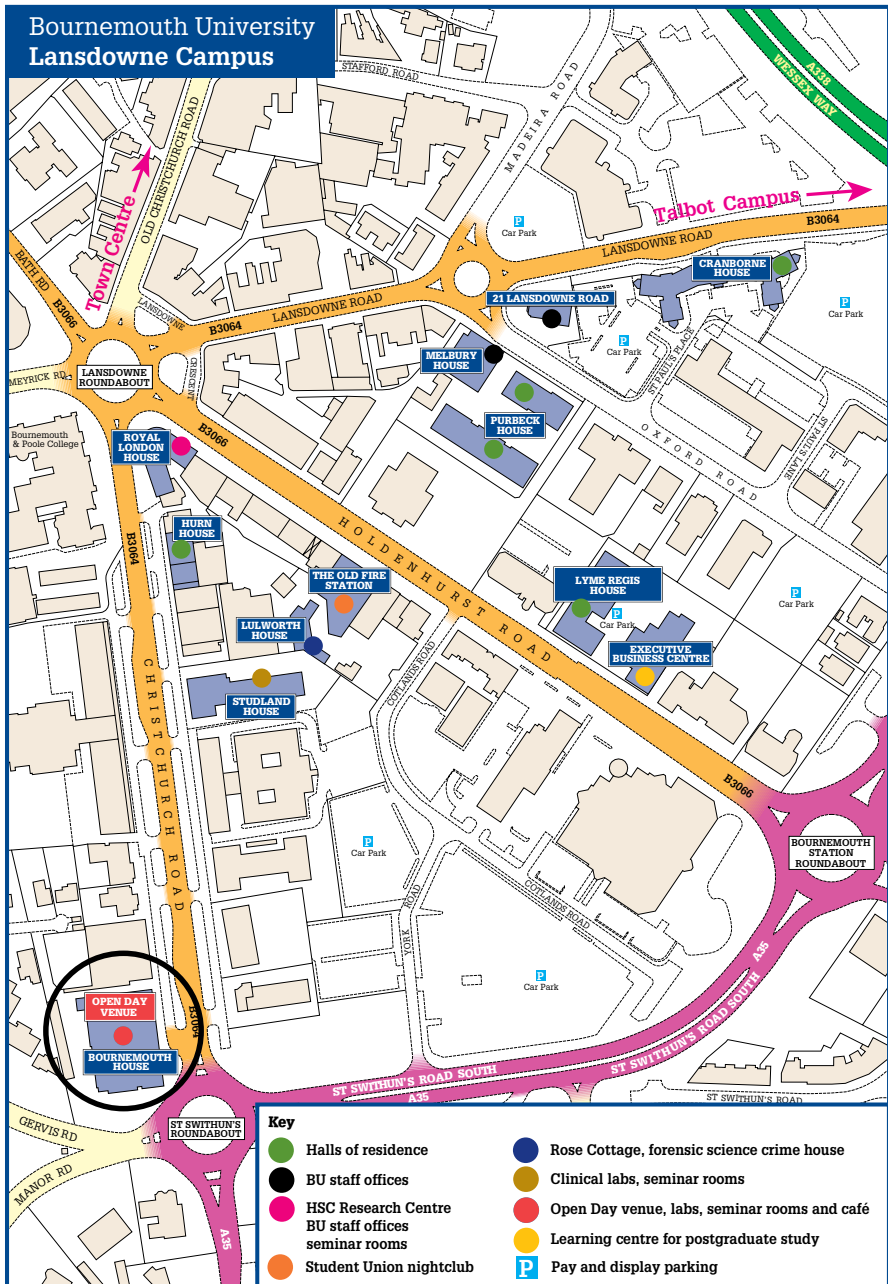 Bournemouth University
Lansdowne Campus
STAFFORD ROAD
MADEIRA ROAD
A338
WESSEX WAY
OLD CHRISTCHURCH ROAD
Town Centre
Talbot Campus
B3064
P
Car Park
LANSDOWNE ROAD
CRANBORNE
HOUSE
BATH RD
B3066
LANSDOWNE
CRESCENT
B3064
LANSDOWNE ROAD
21 LANSDOWNE ROAD
P
Car Park
P
Car Park
ST PAUL'S PLACE
MELBURY
HOUSE
MEYRICK RD
LANSDOWNE
ROUNDABOUT
PURBECK
HOUSE
OXFORD ROAD
ST PAUL'S LANE
Bournemouth
& Poole College
ROYAL
LONDON
HOUSE
B3066
HOLDENHURST ROAD
HURN
HOUSE
B3064
THE OLD FIRE
STATION
LYME REGIS
HOUSE
P
Car Park
P
Car Park
LULWORTH
HOUSE
EXECUTIVE
BUSINESS CENTRE
STUDLAND
HOUSE
COTLANDS ROAD
CHRISTCHURCH ROAD
B3066
P
Car Park
BOURNEMOUTH
STATION
ROUNDABOUT
COTLANDS ROAD
YORK ROAD
P
Car Park
A35
OPEN DAY
VENUE
BOURNEMOUTH
HOUSE
B3064
ST SWITHUN'S ROAD SOUTH
A35
ST SWITHUN'S ROAD SOUTH
ST SWITHUN'S ROAD
ST SWITHUN'S
ROUNDABOUT
GERVIS RD
MANOR RD
A35
Key
Halls of residence
BU staff offices
HSC Research Centre
BU staff offices
seminar rooms
Student Union nightclub
Rose Cottage, forensic science crime house
Clinical labs, seminar rooms
Open Day venue, labs, seminar rooms and café
Learning centre for postgraduate study
P Pay and display parking